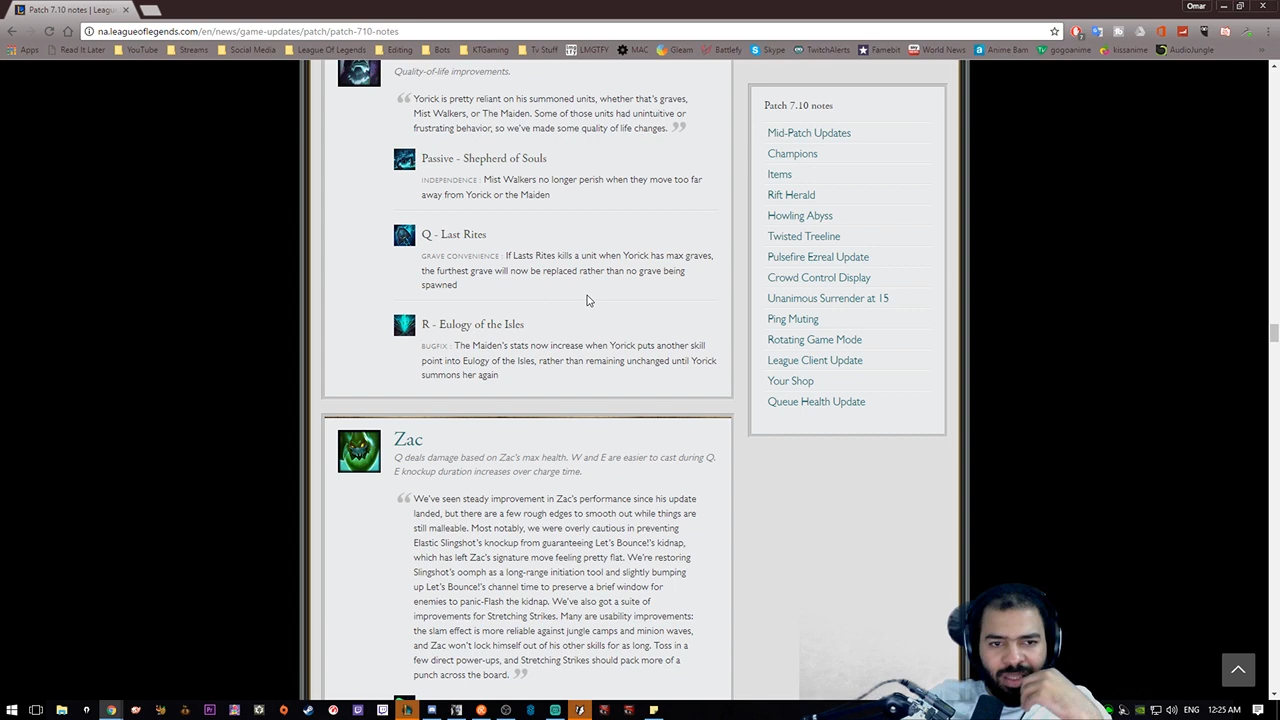 Patch 7.10 notes | Leagu
Omar
na.leagueoflegends.com/en/news/game-updates/patch/patch-710-notes
Apps Read It Later YouTube Streams Social Media League Of Legends Editing Bots KTGaming Tv Stuff LMGTFY MAC Gleam Battlefy Skype TwitchAlerts Famebit World News Anime Bam gogoanime kissanime AudioJungle
Quality-of-life improvements.
Yorick is pretty reliant on his summoned units, whether that's graves,
Mist Walkers, or The Maiden. Some of those units had unintuitive or
frustrating behavior, so we've made some quality of life changes.
Passive - Shepherd of Souls
INDEPENDENCE : Mist Walkers no longer perish when they move too far
away from Yorick or the Maiden
Q - Last Rites
GRAVE CONVENIENCE : If Lasts Rites kills a unit when Yorick has max graves,
the furthest grave will now be replaced rather than no grave being
spawned
R - Eulogy of the Isles
BUGFIX : The Maiden's stats now increase when Yorick puts another skill
point into Eulogy of the Isles, rather than remaining unchanged until Yorick
summons her again
Zac
Q deals damage based on Zac's max health. W and E are easier to cast during Q.
E knockup duration increases over charge time.
We've seen steady improvement in Zac's performance since his update
landed, but there are a few rough edges to smooth out while things are
still malleable. Most notably, we were overly cautious in preventing
Elastic Slingshot's knockup from guaranteeing Let's Bounce!'s kidnap,
which has left Zac's signature move feeling pretty flat. We're restoring
Slingshot's oomph as a long-range initiation tool and slightly bumping
up Let's Bounce!'s channel time to preserve a brief window for
enemies to panic-Flash the kidnap. We've also got a suite of
improvements for Stretching Strikes. Many are usability improvements:
the slam effect is more reliable against jungle camps and minion waves,
and Zac won't lock himself out of his other skills for as long. Toss in a
few direct power-ups, and Stretching Strikes should pack more of a
punch across the board.
Patch 7.10 notes
Mid-Patch Updates
Champions
Items
Rift Herald
Howling Abyss
Twisted Treeline
Pulsefire Ezreal Update
Crowd Control Display
Unanimous Surrender at 15
Ping Muting
Rotating Game Mode
League Client Update
Your Shop
Queue Health Update
ENG 12:25 AM